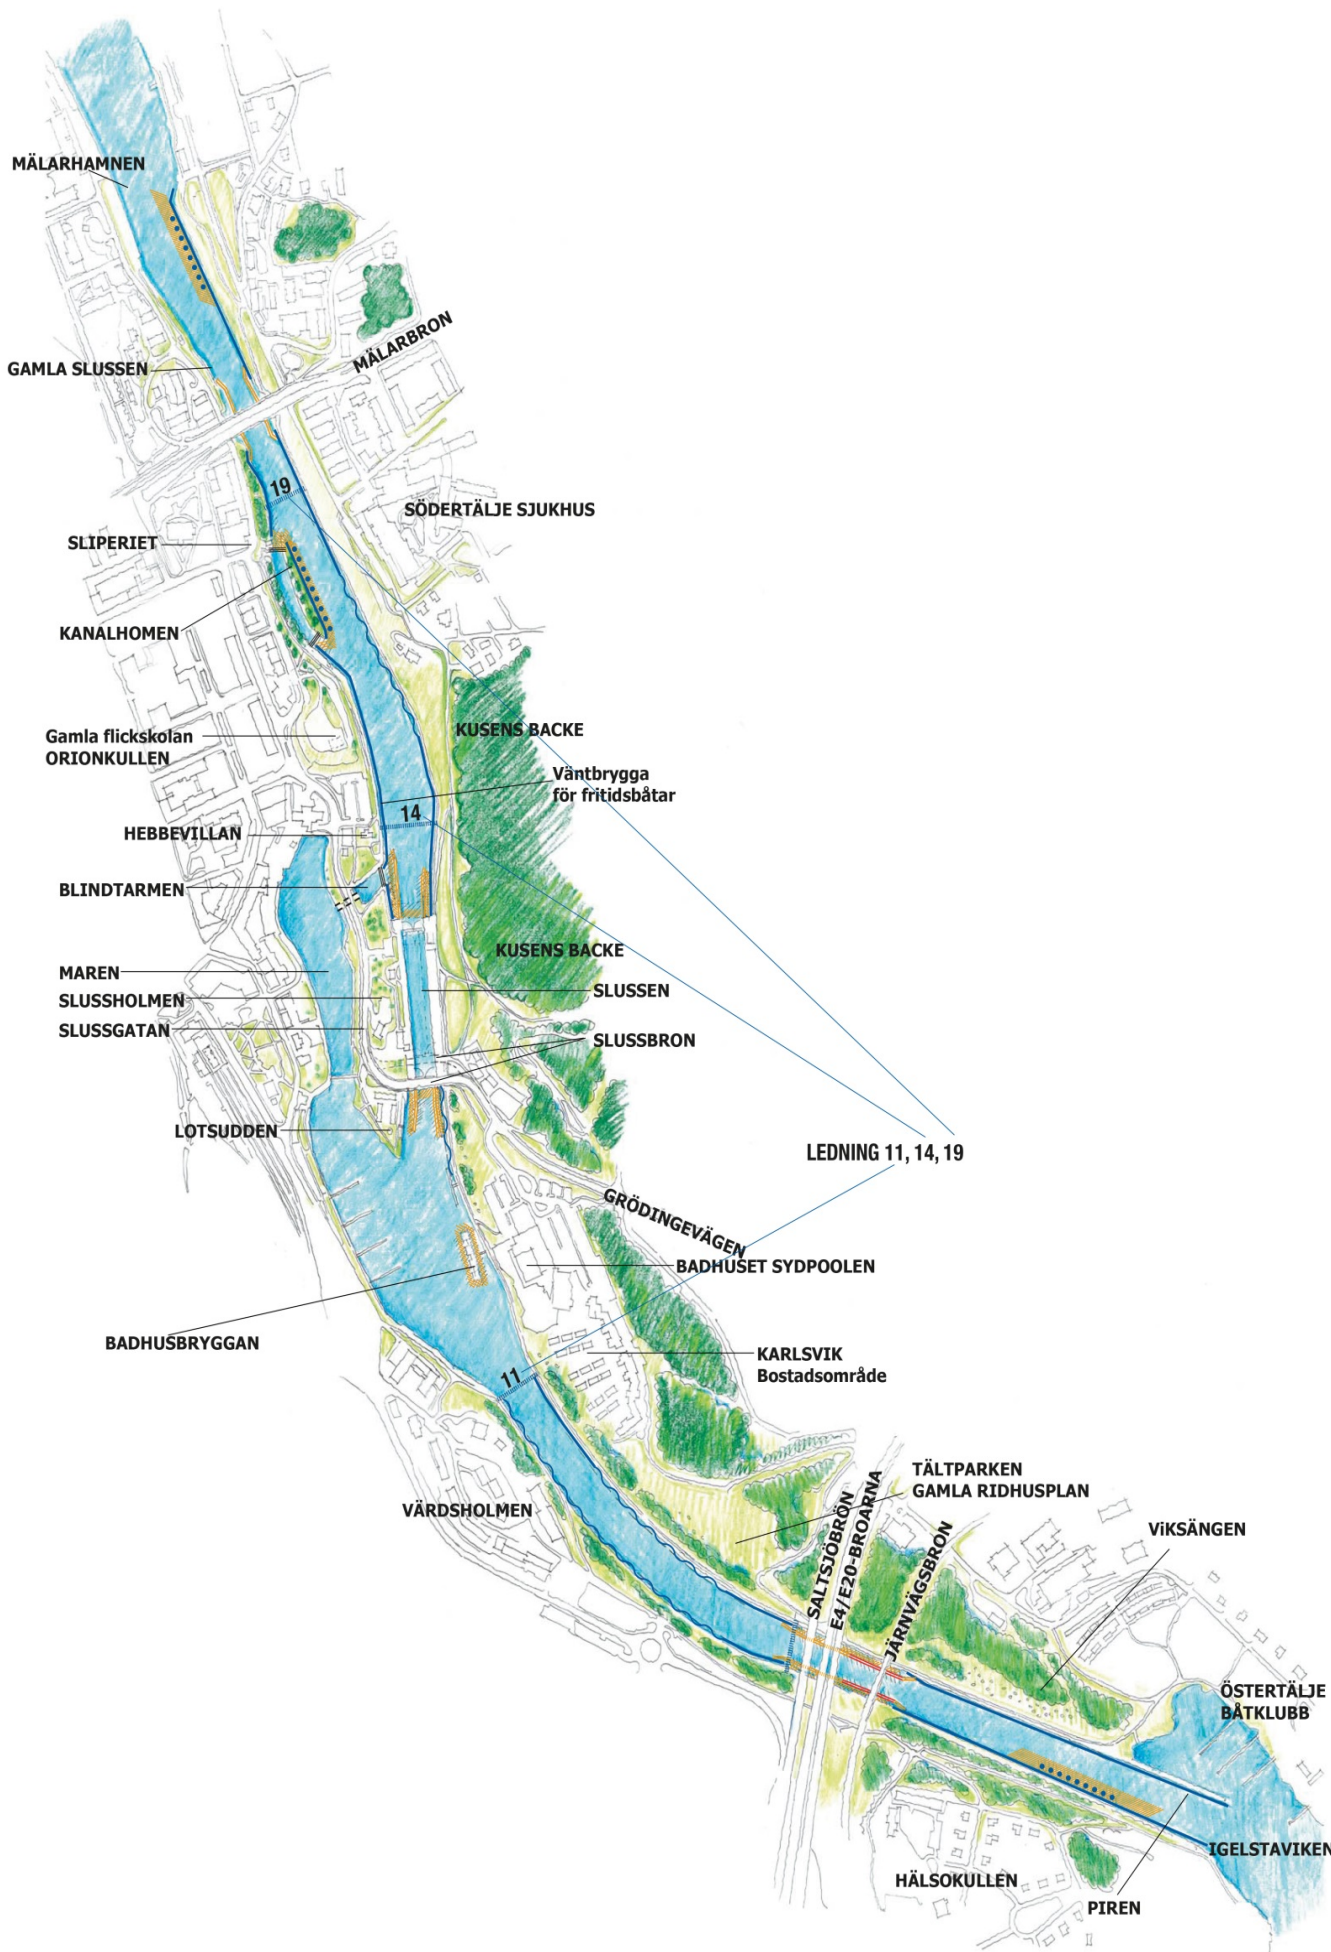 MÄLARHAMNEN
GAMLA SLUSSEN
MÄLARBRON
19
SÖDERTÄLJE SJUKHUS
SLIPERIET
KANALHOMEN
KUSENS BACKE
Gamla flickskolan
ORIONKULLEN
Väntbrygga
för fritidsbåtar
14
HEBBEVILLAN
BLINDTARMEN
KUSENS BACKE
MAREN
SLUSSEN
SLUSSHOLMEN
SLUSSGATAN
SLUSSBRON
LOTSUDDEN
LEDNING 11, 14, 19
GRÖDINGEVÄGEN
BADHUSET SYDPOOLEN
BADHUSBRYGGAN
KARLSVIK
Bostadsområde
11
TÄLTPARKEN
GAMLA RIDHUSPLAN
VÄRDSHOLMEN
SALTSJÖBRÖN
E4/E20-BROARNA
JÄRNVÄGSBRON
ViKSÄNGEN
ÖSTERTÄLJE
BÅTKLUBB
IGELSTAVIKEN
HÄLSOKULLEN
PIREN